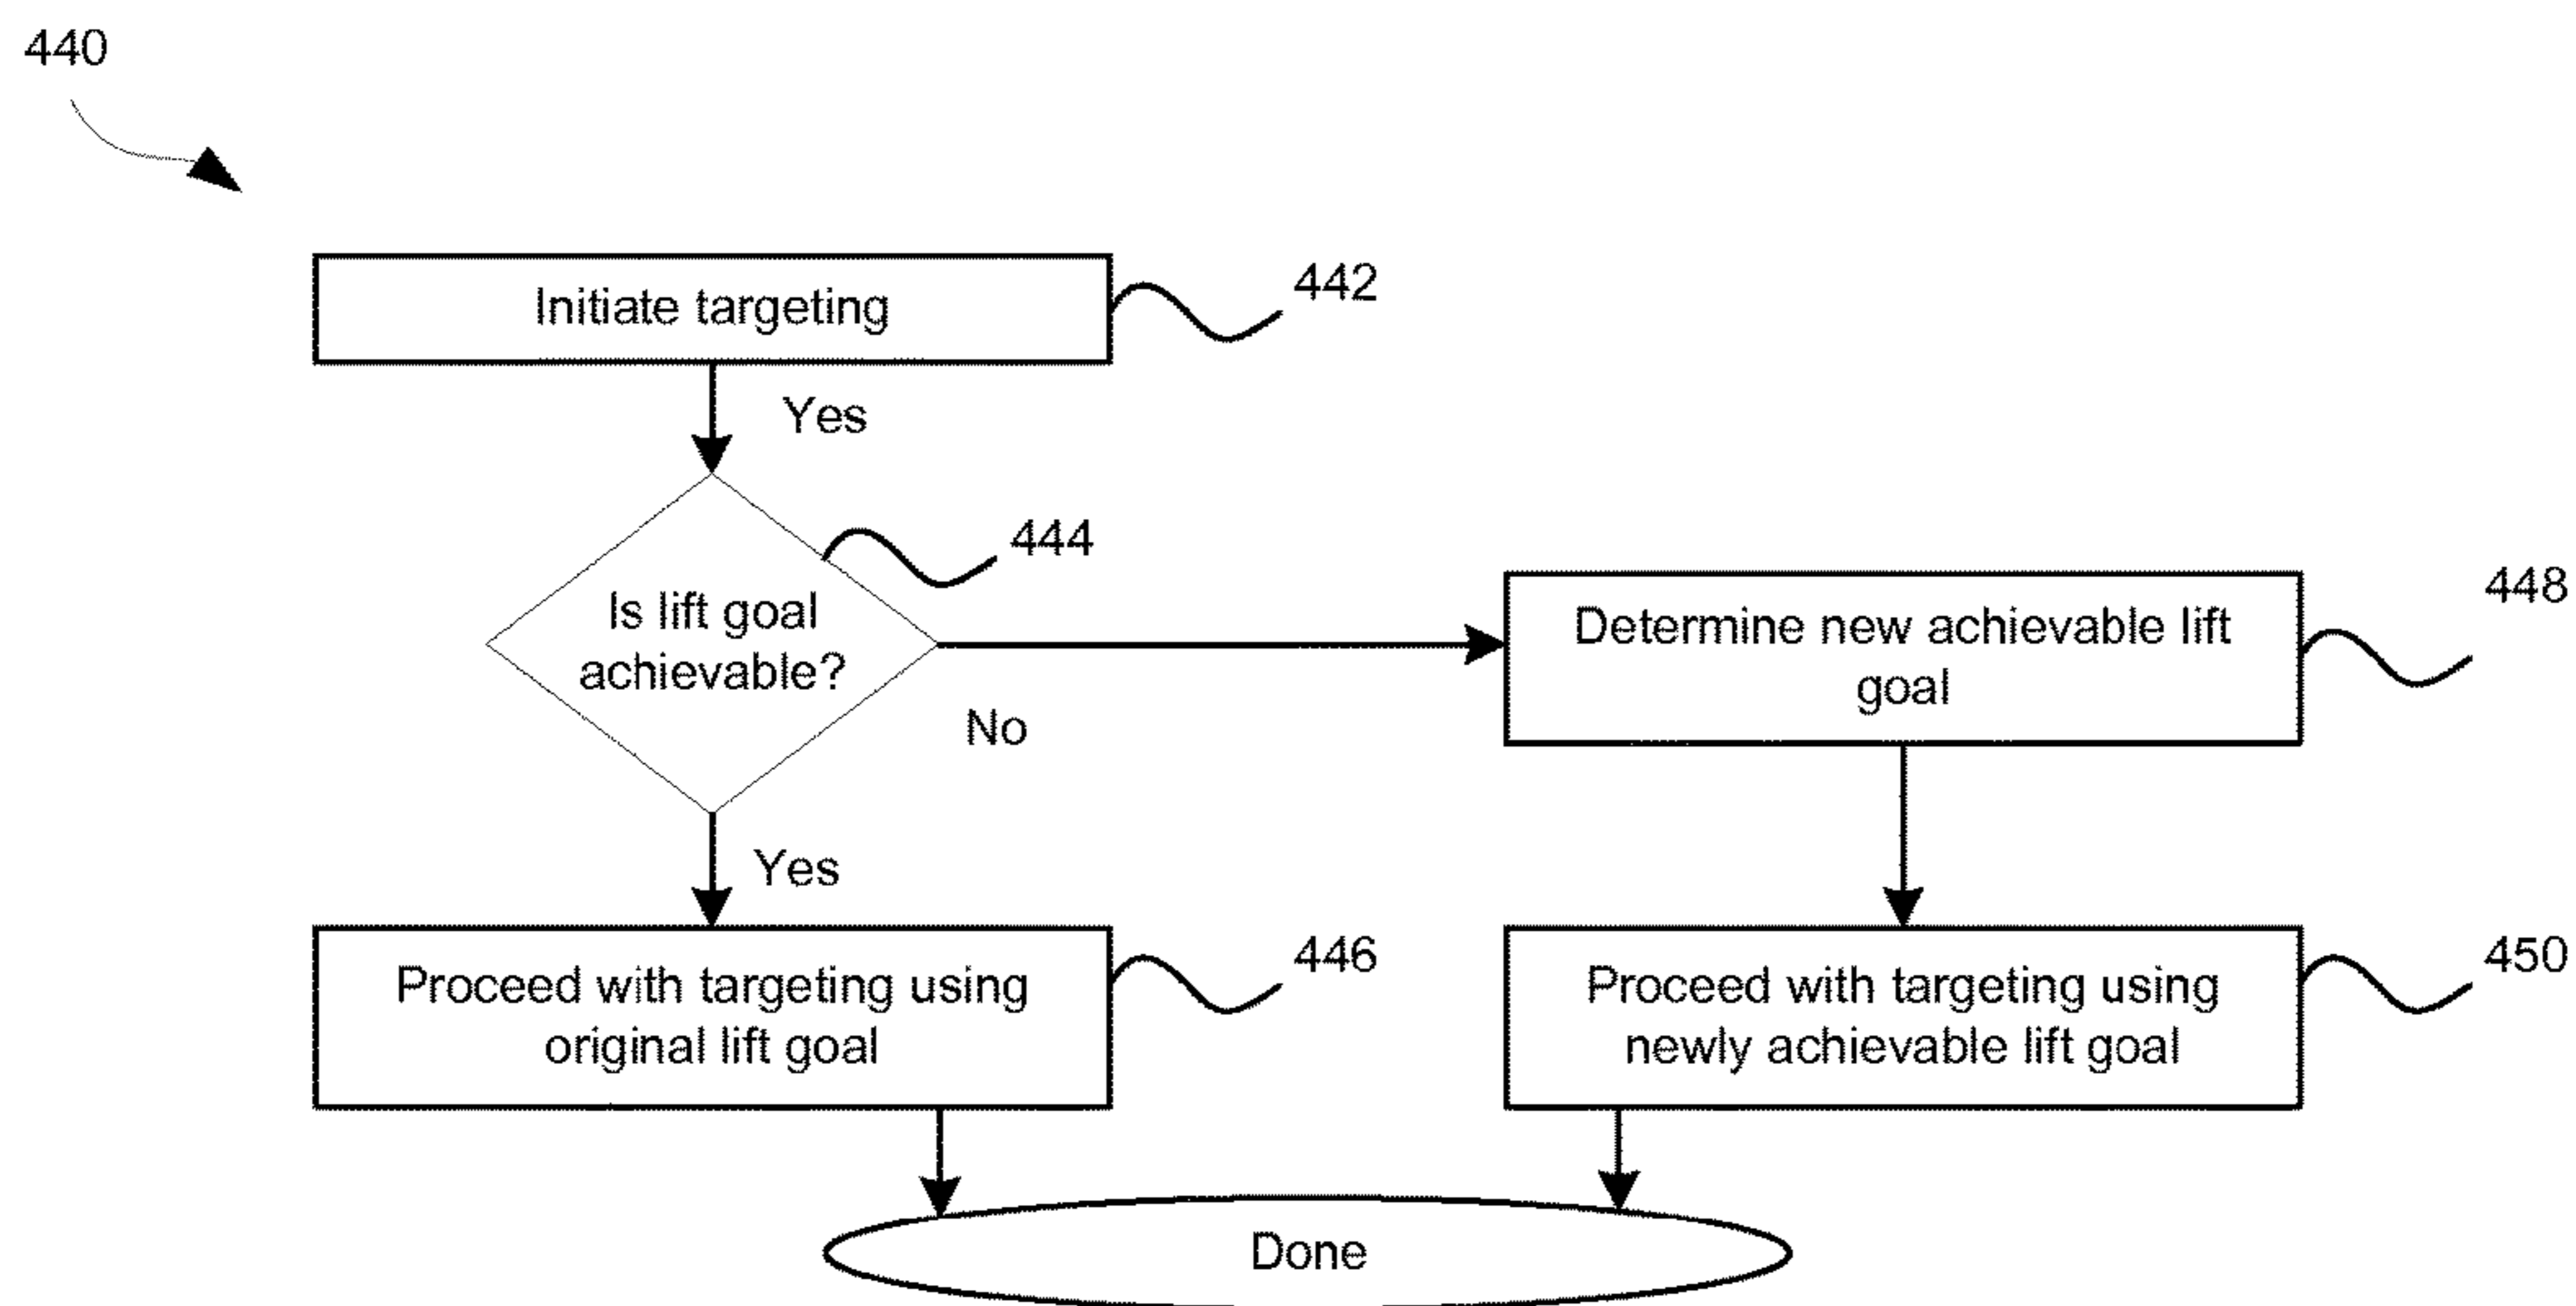 440
Initiate targeting
442
Yes
Is lift goal
achievable?
444
No
Determine new achievable lift
goal
448
Yes
Proceed with targeting using
original lift goal
446
Proceed with targeting using
newly achievable lift goal
450
Done